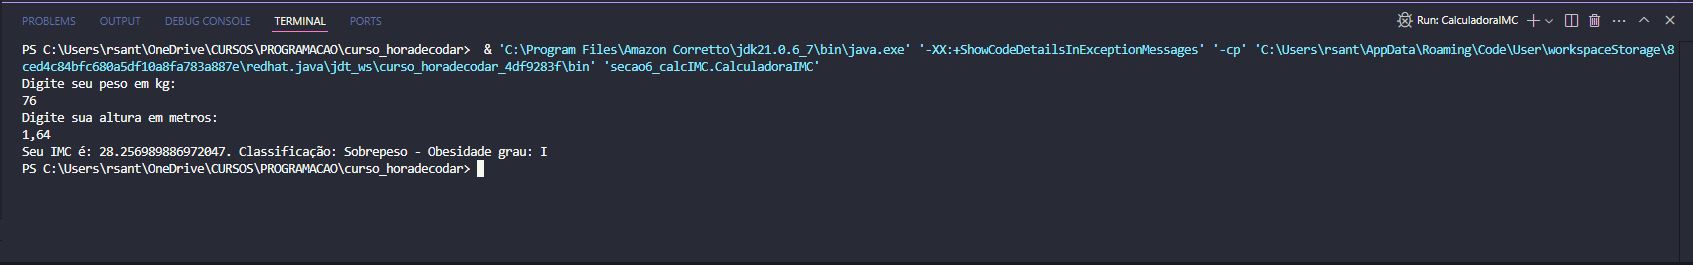 PROBLEMS OUTPUT DEBUG CONSOLE TERMINAL PORTS Run: CalculadoraIMC
PS C:\Users\rsant\OneDrive\CURSOS\PROGRAMACAO\curso_horadecodar>  & 'C:\Program Files\Amazon Corretto\jdk21.0.6_7\bin\java.exe' '-XX:+ShowCodeDetailsInExceptionMessages' '-cp' 'C:\Users\rsant\AppData\Roaming\Code\User\workspaceStorage\8
ced4c84bfc680a5df10a8fa783a887e\redhat.java\jdt_ws\curso_horadecodar_4df9283f\bin' 'secao6_calcIMC.CalculadoraIMC'
Digite seu peso em kg:
76
Digite sua altura em metros:
1,64
Seu IMC é: 28.256989886972047. Classificação: Sobrepeso - Obesidade grau: I
PS C:\Users\rsant\OneDrive\CURSOS\PROGRAMACAO\curso_horadecodar>